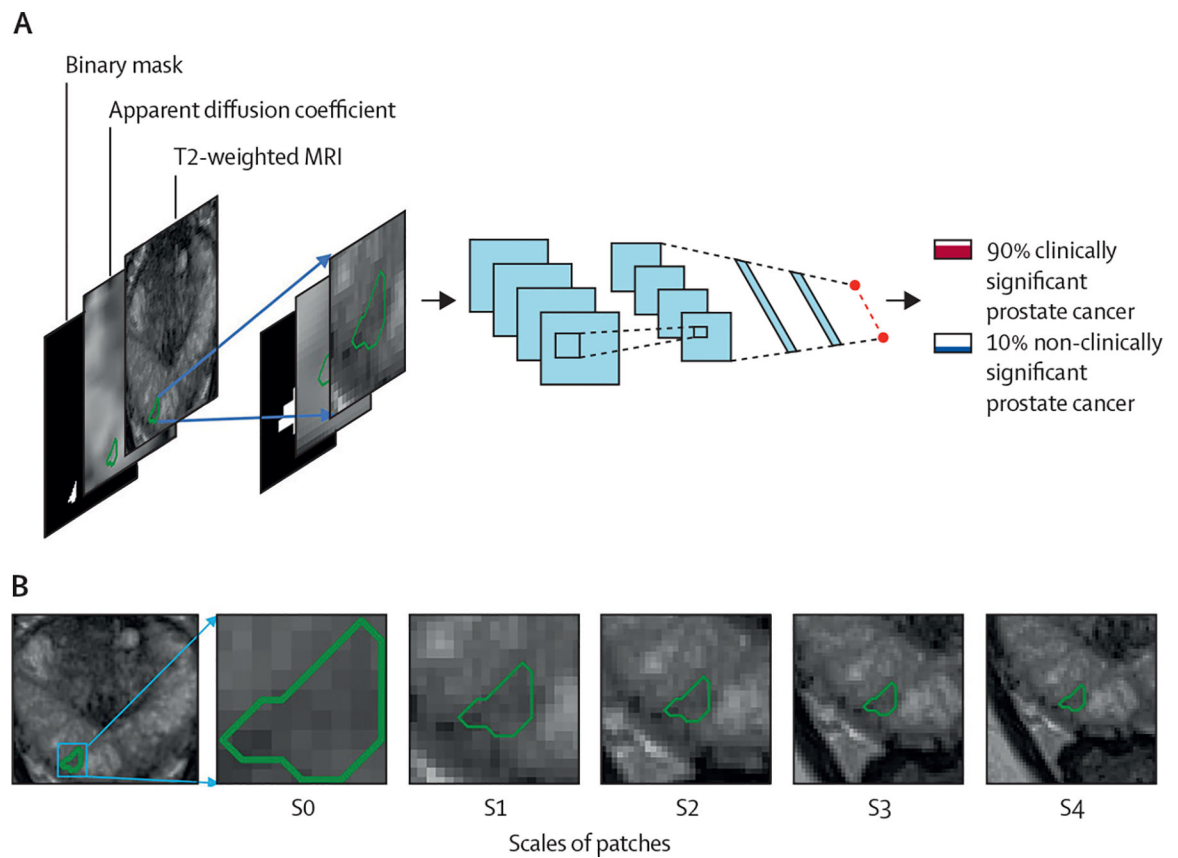 A
Binary mask
Apparent diffusion coefficient
T2-weighted MRI
90% clinically
significant
prostate cancer
10% non-clinically
significant
prostate cancer
B
S0
S1
S2
S3
S4
Scales of patches